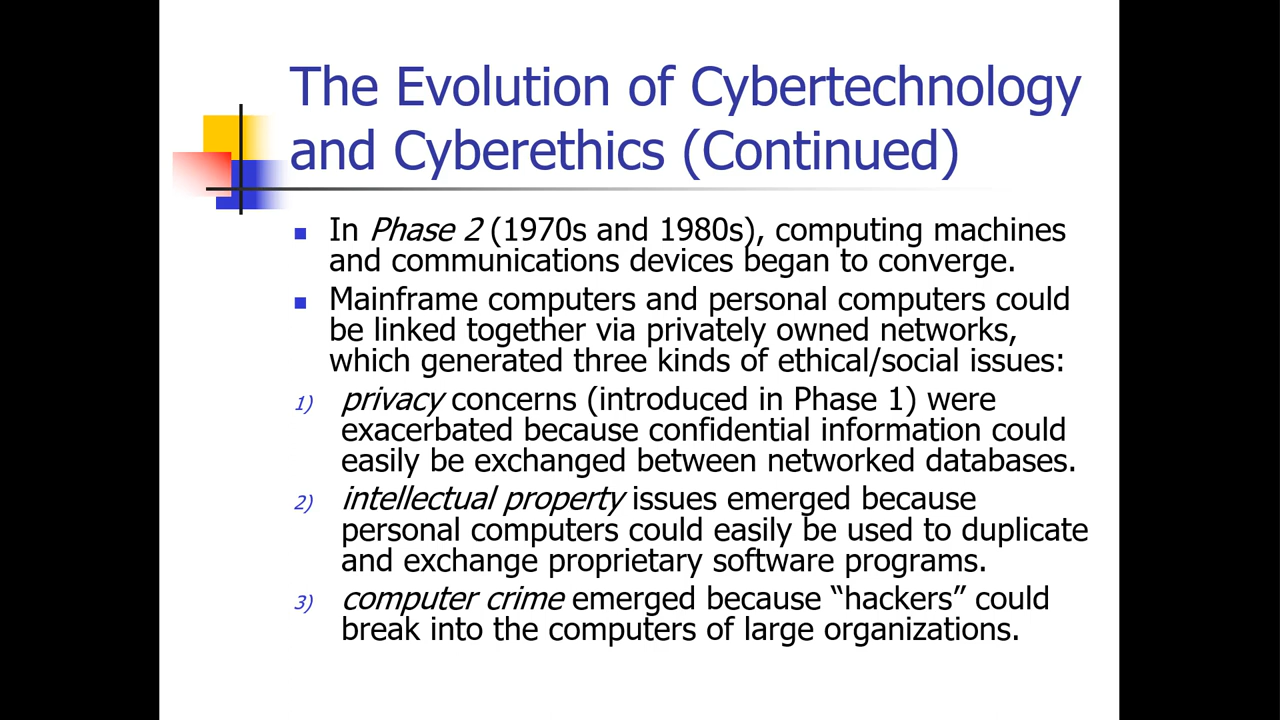 The Evolution of Cybertechnology
and Cyberethics (Continued)
In Phase 2 (1970s and 1980s), computing machines
and communications devices began to converge.
Mainframe computers and personal computers could
be linked together via privately owned networks,
which generated three kinds of ethical/social issues:
1) privacy concerns (introduced in Phase 1) were
exacerbated because confidential information could
easily be exchanged between networked databases.
2) intellectual property issues emerged because
personal computers could easily be used to duplicate
and exchange proprietary software programs.
3) computer crime emerged because “hackers” could
break into the computers of large organizations.